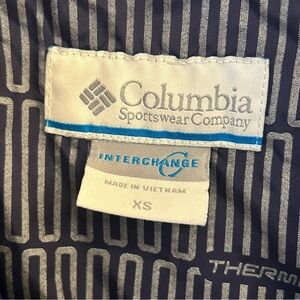 Columbia
Sportswear Company
INTERCHANGE
MADE IN VIETNAM
XS
THERM